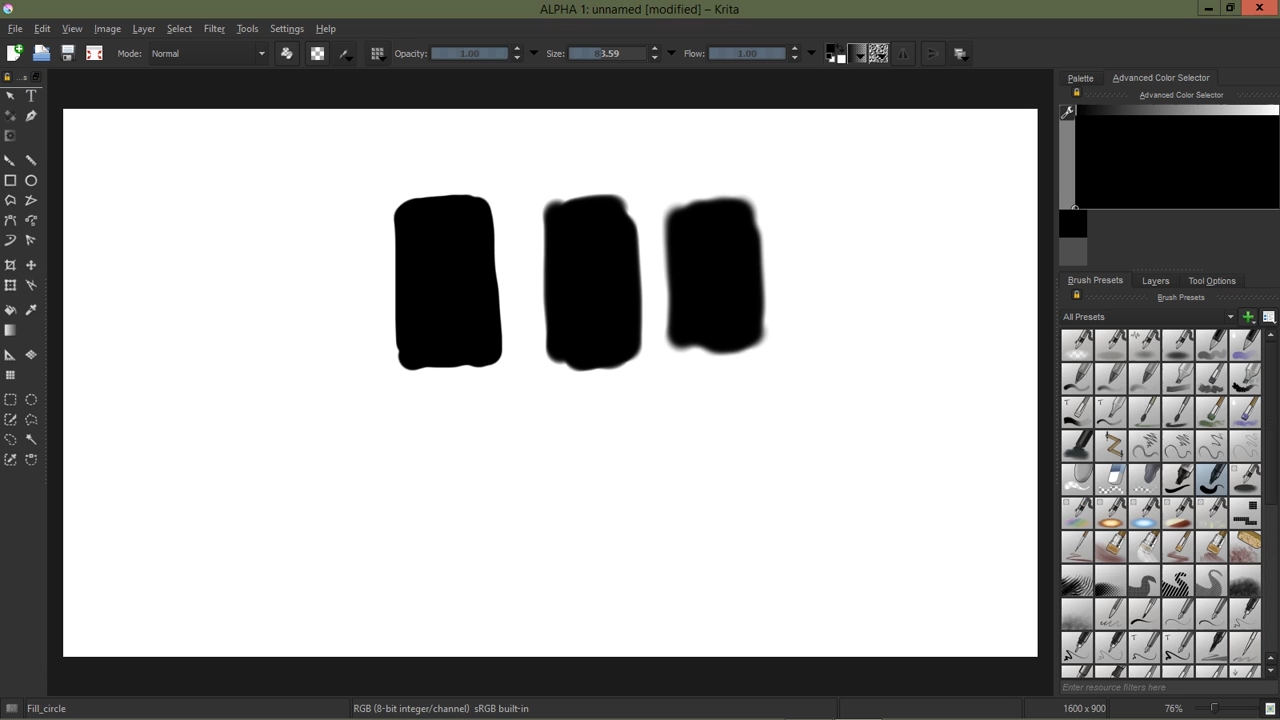 ALPHA 1: unnamed [modified] – Krita
File Edit View Image Layer Filter Tools Settings Help
Mode: Normal Opacity: 1.00 Size: 83.59 Flow: 1.00
...s
Palette Advanced Color Selector
Advanced Color Selector
Brush Presets Layers Tool Options
Brush Presets
All Presets
Enter resource filters here
Fill_circle RGB (8-bit integer/channel) sRGB built-in 1600 x 900 76%